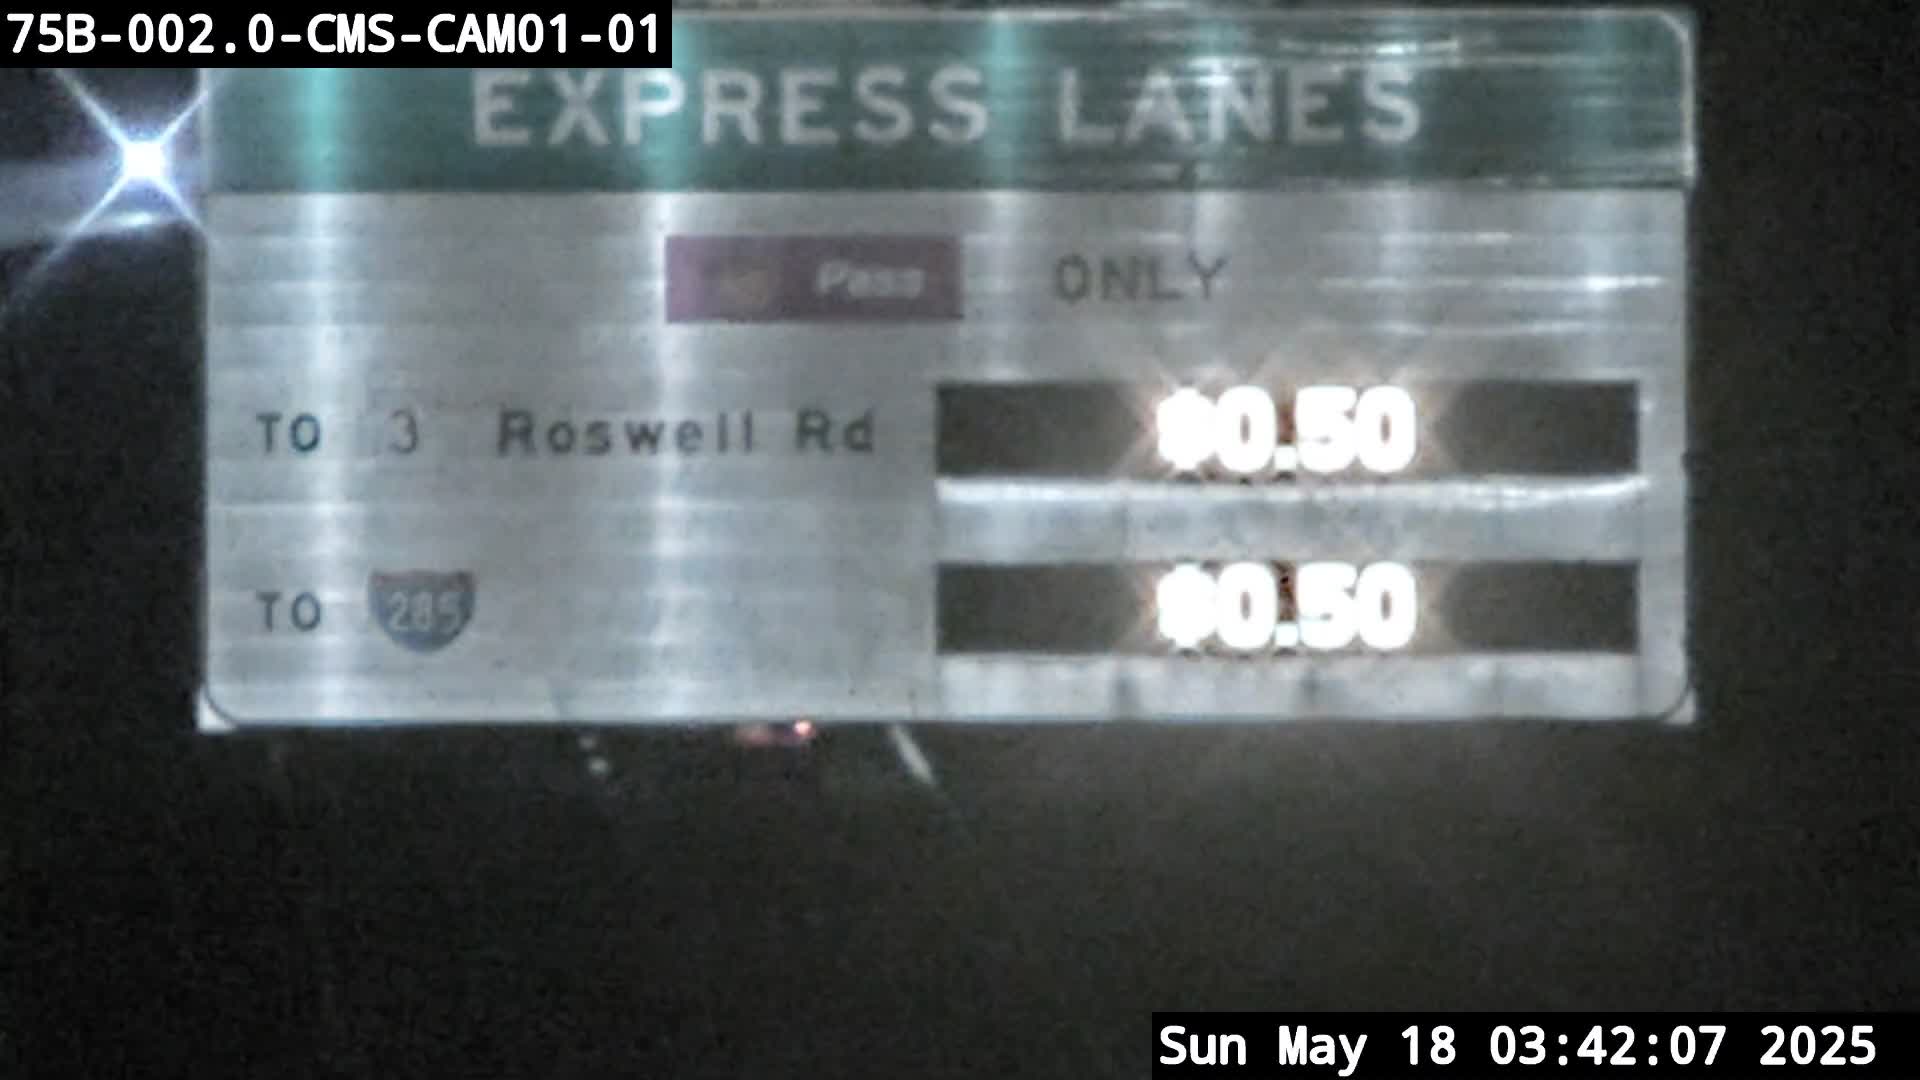 75B-002.0-CMS-CAM01-01
EXPRESS LANES
Pass ONLY
TO 3 Roswell Rd $0.50
TO 285 $0.50
Sun May 18 03:42:07 2025